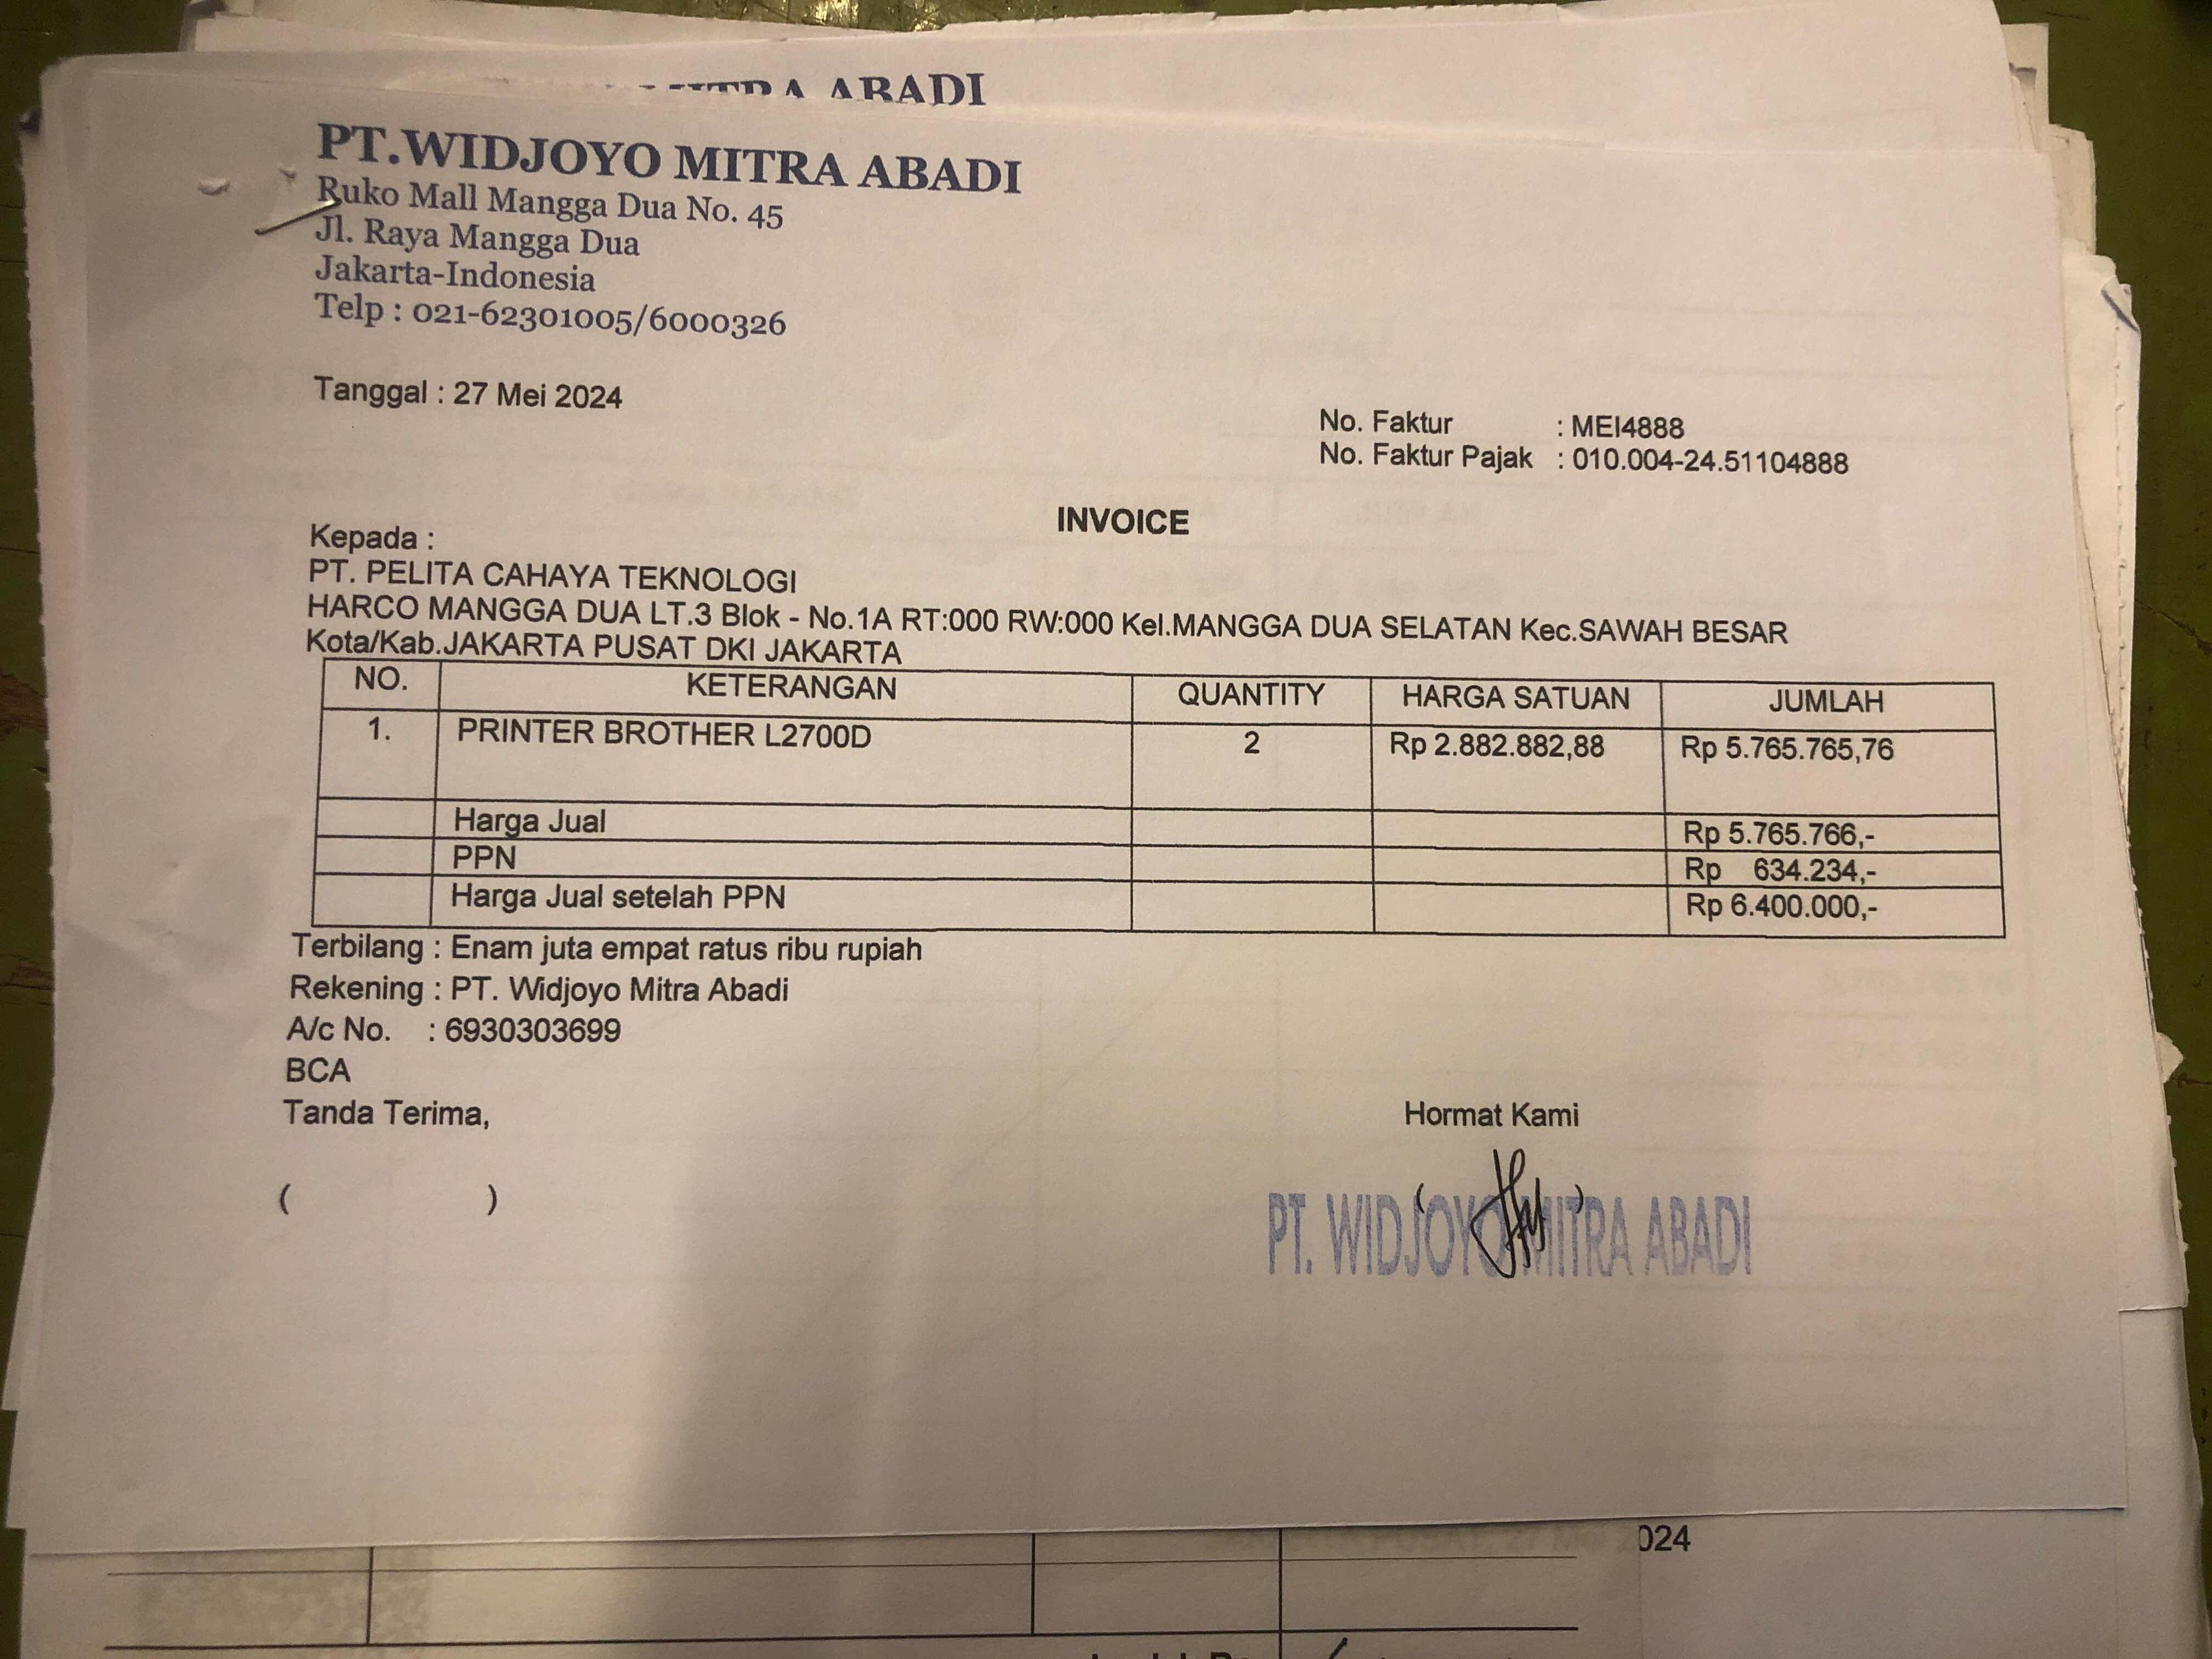 MITRA ABADI
PT.WIDJOYO MITRA ABADI
Ruko Mall Mangga Dua No. 45
Jl. Raya Mangga Dua
Jakarta-Indonesia
Telp : 021-62301005/6000326
Tanggal : 27 Mei 2024
No. Faktur : MEI4888
No. Faktur Pajak : 010.004-24.51104888
INVOICE
Kepada :
PT. PELITA CAHAYA TEKNOLOGI
HARCO MANGGA DUA LT.3 Blok - No.1A RT:000 RW:000 Kel.MANGGA DUA SELATAN Kec.SAWAH BESAR
Kota/Kab.JAKARTA PUSAT DKI JAKARTA
NO. KETERANGAN QUANTITY HARGA SATUAN JUMLAH
1. PRINTER BROTHER L2700D 2 Rp 2.882.882,88 Rp 5.765.765,76
Harga Jual Rp 5.765.766,-
PPN Rp 634.234,-
Harga Jual setelah PPN Rp 6.400.000,-
Terbilang : Enam juta empat ratus ribu rupiah
Rekening : PT. Widjoyo Mitra Abadi
A/c No. : 6930303699
BCA
Tanda Terima, Hormat Kami
( ) ( )
PT. WIDJOYO MITRA ABADI
024